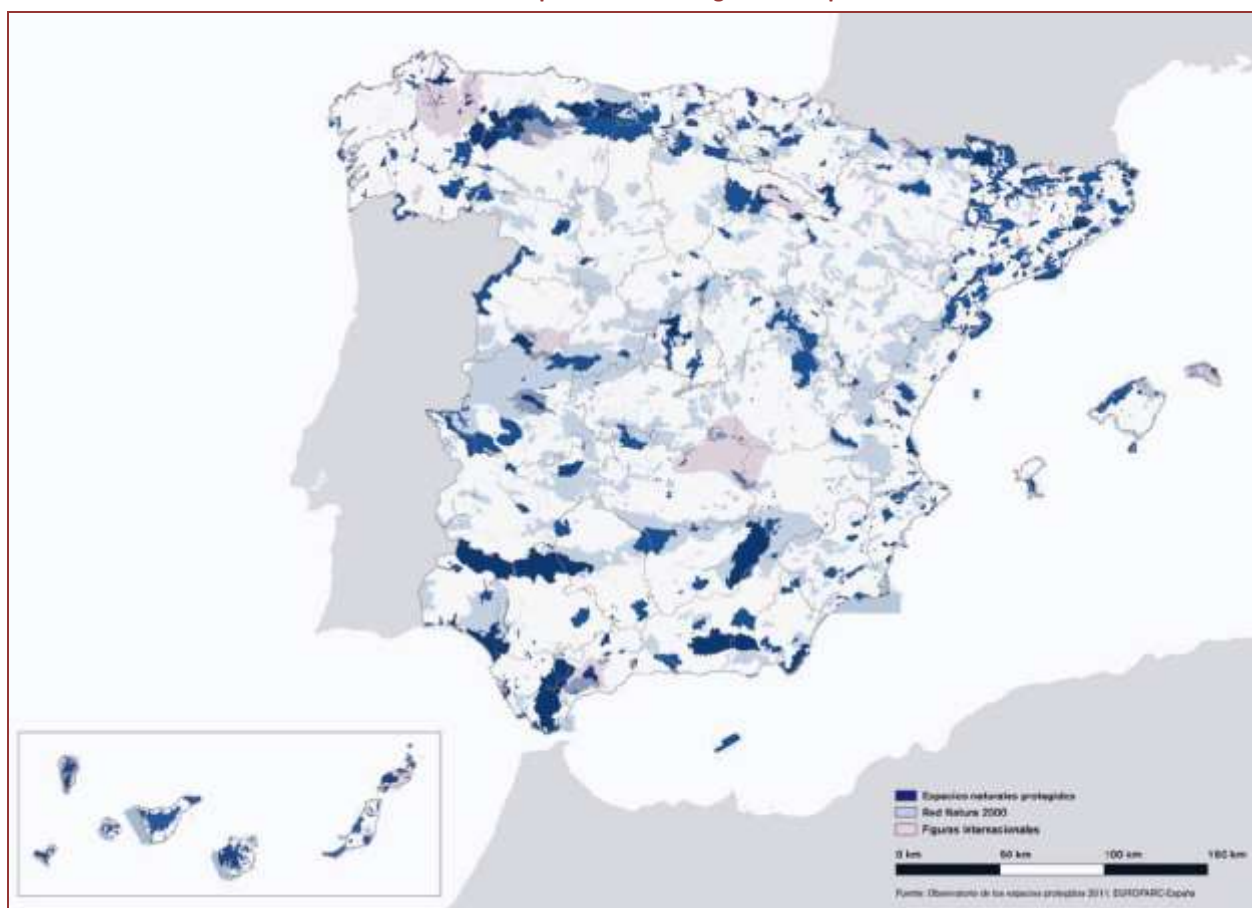 Espacios naturales protegidos
Red Natura 2000
Figuras internacionales
0 km 50 km 100 km 150 km
Fuente: Observatorio de los espacios protegidos 2011. EUROPARC-España